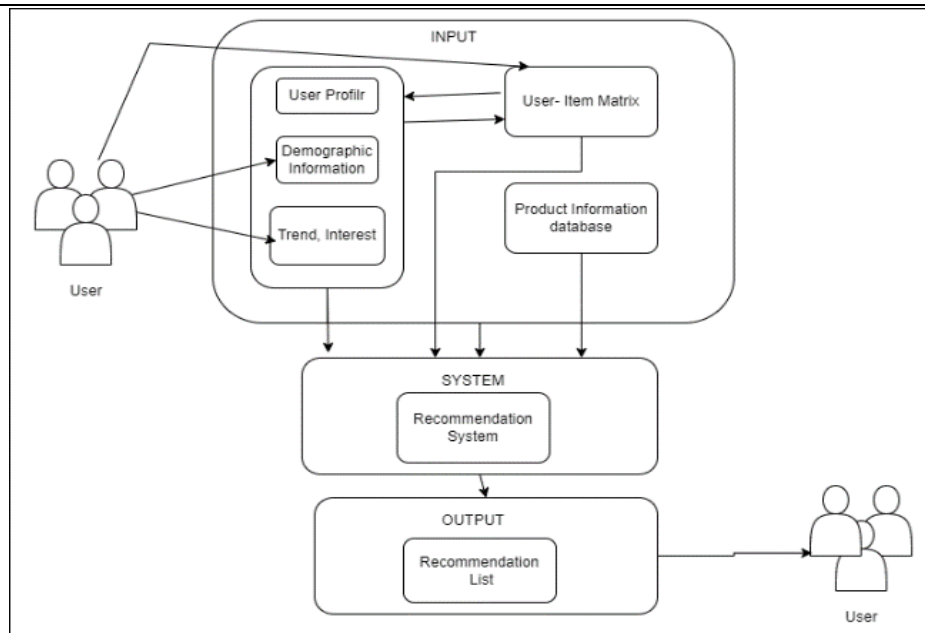 INPUT
User Profilr
User- Item Matrix
Demographic
Information
Product Information
database
Trend, Interest
User
SYSTEM
Recommendation
System
OUTPUT
Recommendation
List
User